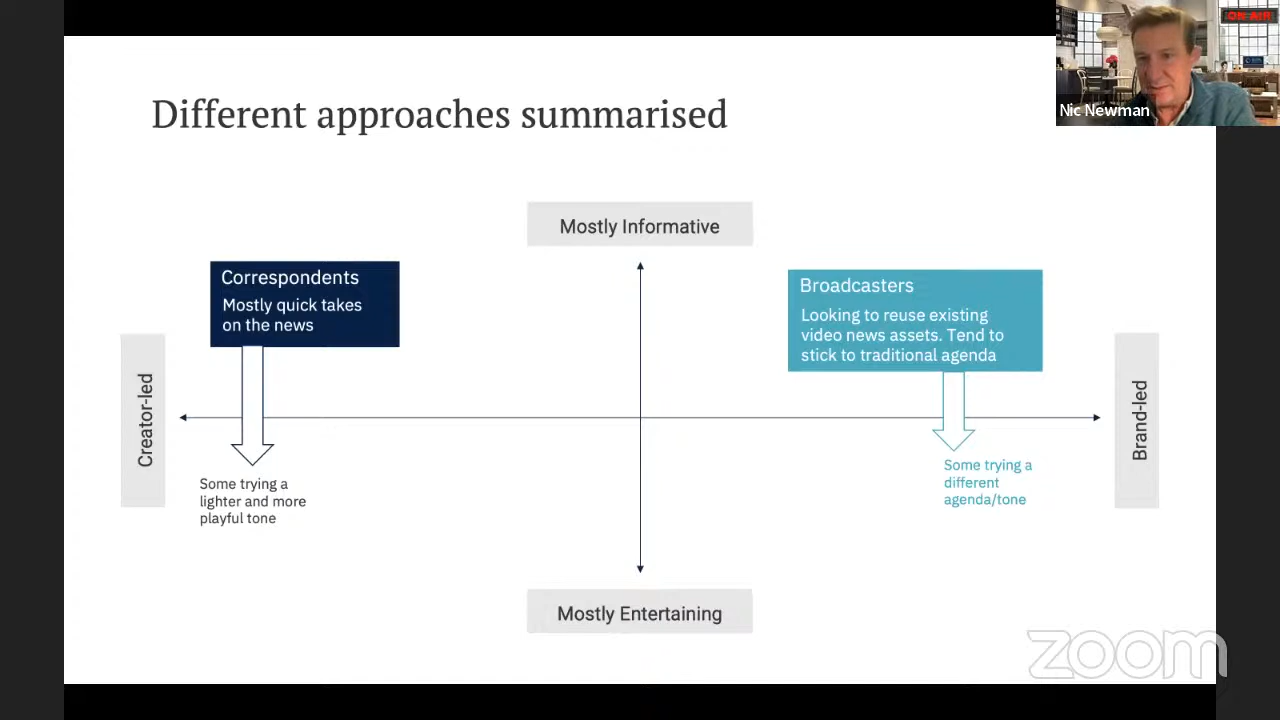 ON AIR
Nic Newman
Different approaches summarised
Mostly Informative
Correspondents
Mostly quick takes
on the news
Broadcasters
Looking to reuse existing
video news assets. Tend to
stick to traditional agenda
Creator-led
Brand-led
Some trying a
lighter and more
playful tone
Some trying a
different
agenda/tone
Mostly Entertaining
zoom